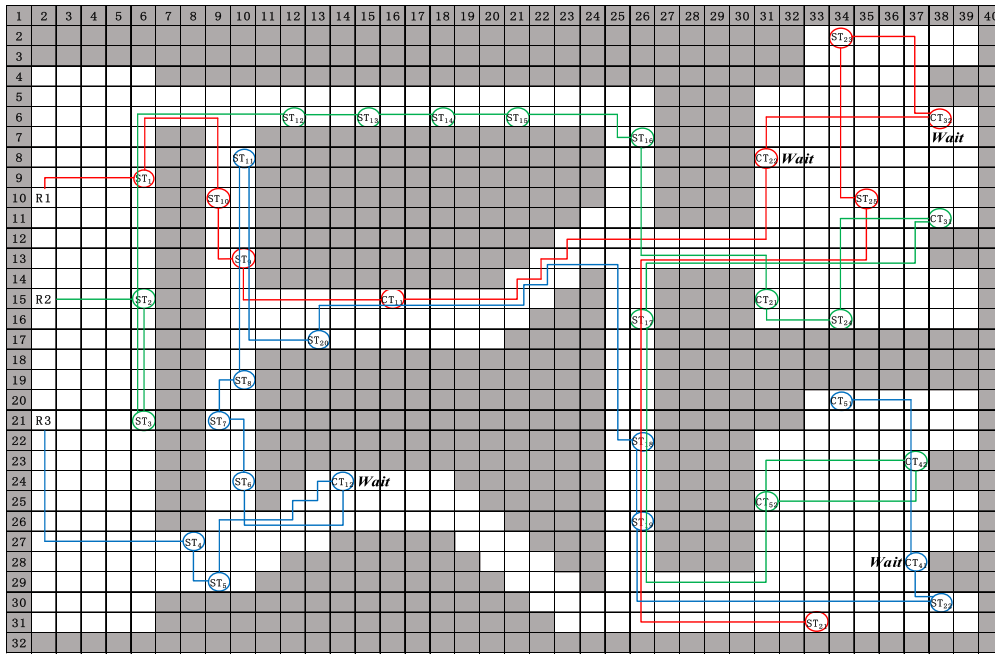 1 2 3 4 5 6 7 8 9 10 11 12 13 14 15 16 17 18 19 20 21 22 23 24 25 26 27 28 29 30 31 32 33 34 35 36 37 38 39 40
2 ST23
3
4
5
6 ST12 ST13 ST14 ST15 CT32
7 ST16 Wait
8 ST11 CT22 Wait
9 ST1
10 R1 ST10 ST25
11 CT31
12
13 ST9
14
15 R2 ST2 CT11 CT21
16 ST17 ST24
17 ST20
18
19 ST8
20 CT51
21 R3 ST3 ST7
22 ST18
23 CT42
24 ST6 CT12 Wait
25 CT52
26 ST19
27 ST4
28 Wait CT41
29 ST5
30 ST22
31 ST21
32